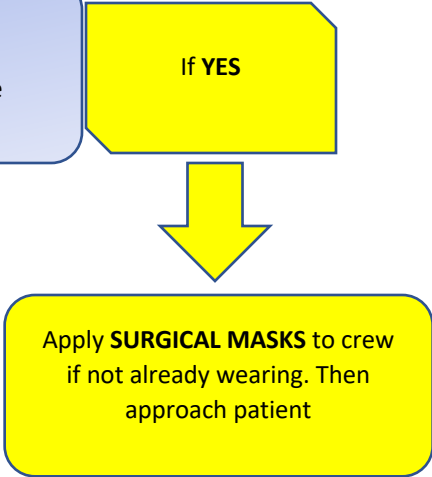 If YES
Apply SURGICAL MASKS to crew
if not already wearing. Then
approach patient